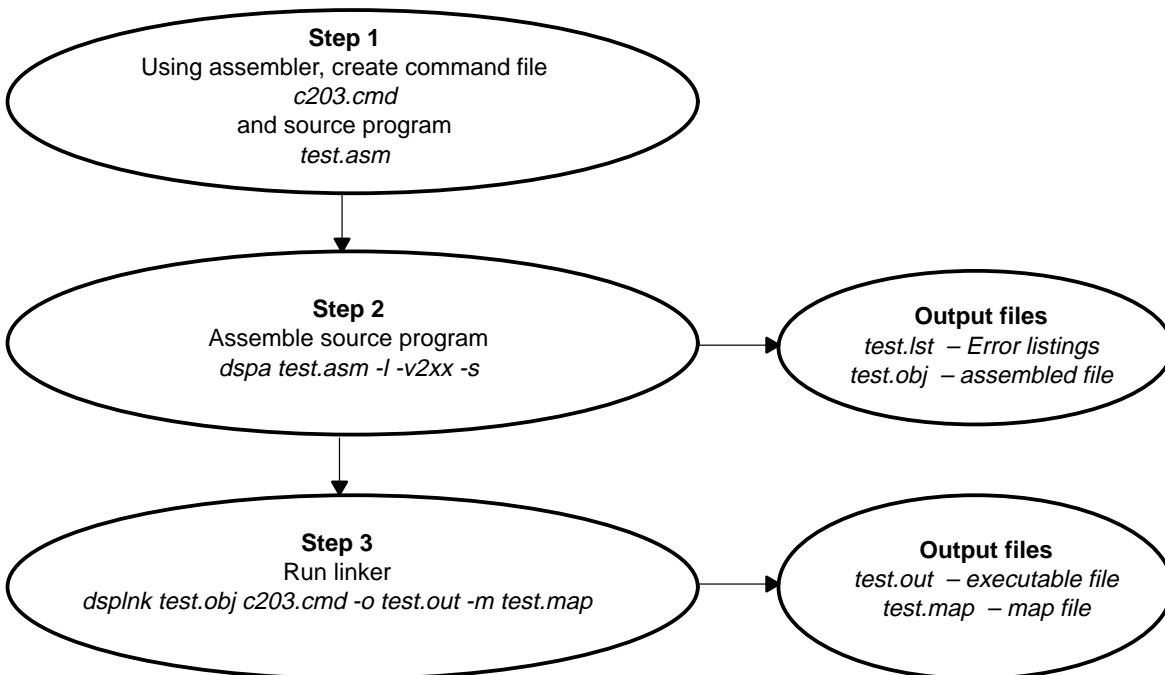 Step 1
Using assembler, create command file
c203.cmd
and source program
test.asm
Step 2
Assemble source program
dspa test.asm -l -v2xx -s
Output files
test.lst – Error listings
test.obj – assembled file
Step 3
Run linker
dsplnk test.obj c203.cmd -o test.out -m test.map
Output files
test.out – executable file
test.map – map file